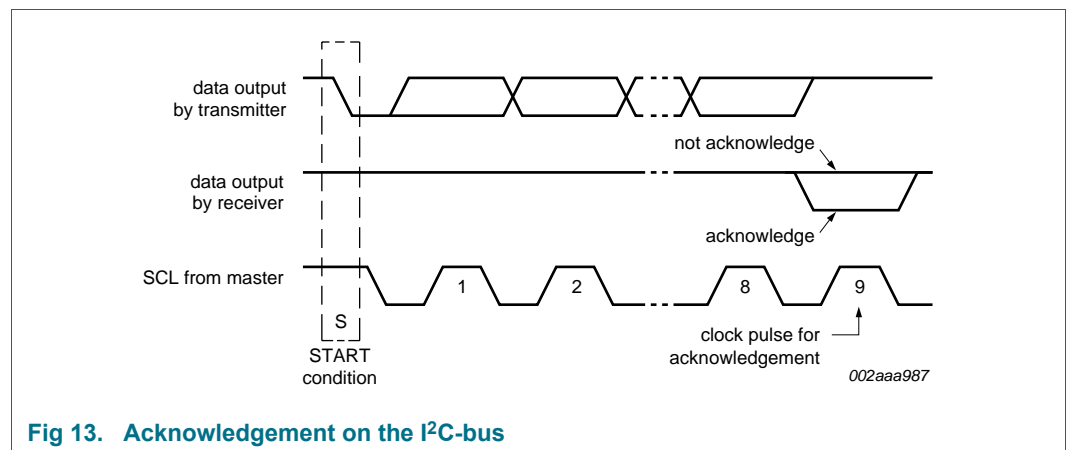 data output
by transmitter
not acknowledge
data output
by receiver
acknowledge
SCL from master
1
2
8
9
S
START
condition
clock pulse for
acknowledgement
002aaa987
Fig 13. Acknowledgement on the I²C-bus